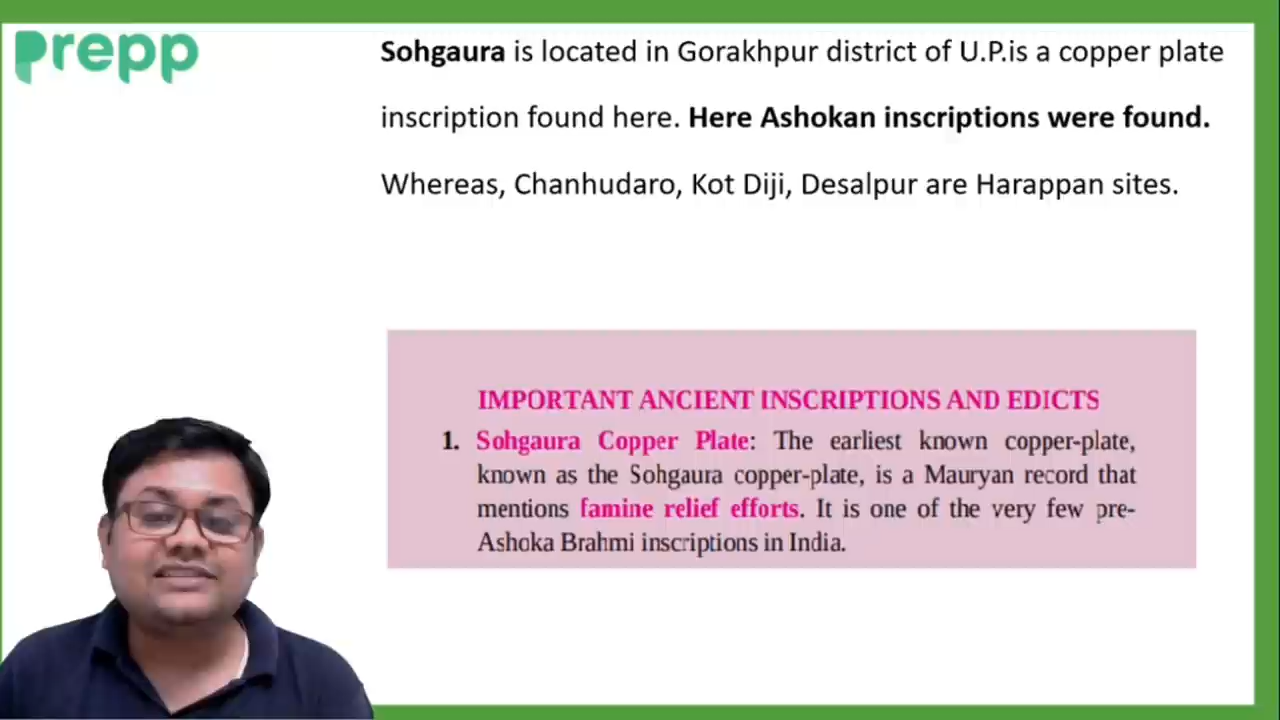 prepp
Sohgaura is located in Gorakhpur district of U.P.is a copper plate
inscription found here. Here Ashokan inscriptions were found.
Whereas, Chanhudaro, Kot Diji, Desalpur are Harappan sites.
IMPORTANT ANCIENT INSCRIPTIONS AND EDICTS
1. Sohgaura Copper Plate: The earliest known copper-plate,
known as the Sohgaura copper-plate, is a Mauryan record that
mentions famine relief efforts. It is one of the very few pre-
Ashoka Brahmi inscriptions in India.